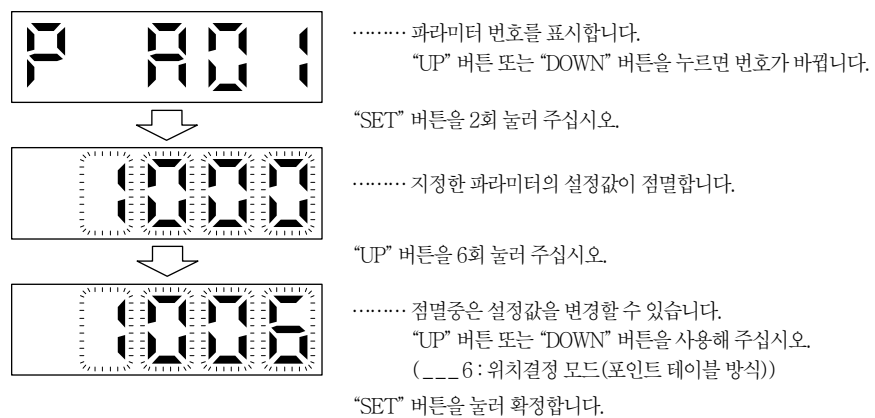 P A01
……… 파라미터 번호를 표시합니다.
“UP” 버튼 또는 “DOWN” 버튼을 누르면 번호가 바뀝니다.
“SET” 버튼을 2회 눌러 주십시오.
1000
……… 지정한 파라미터의 설정값이 점멸합니다.
“UP” 버튼을 6회 눌러 주십시오.
1006
……… 점멸중은 설정값을 변경할 수 있습니다.
“UP” 버튼 또는 “DOWN” 버튼을 사용해 주십시오.
(___6 : 위치결정 모드(포인트 테이블 방식))
“SET” 버튼을 눌러 확정합니다.